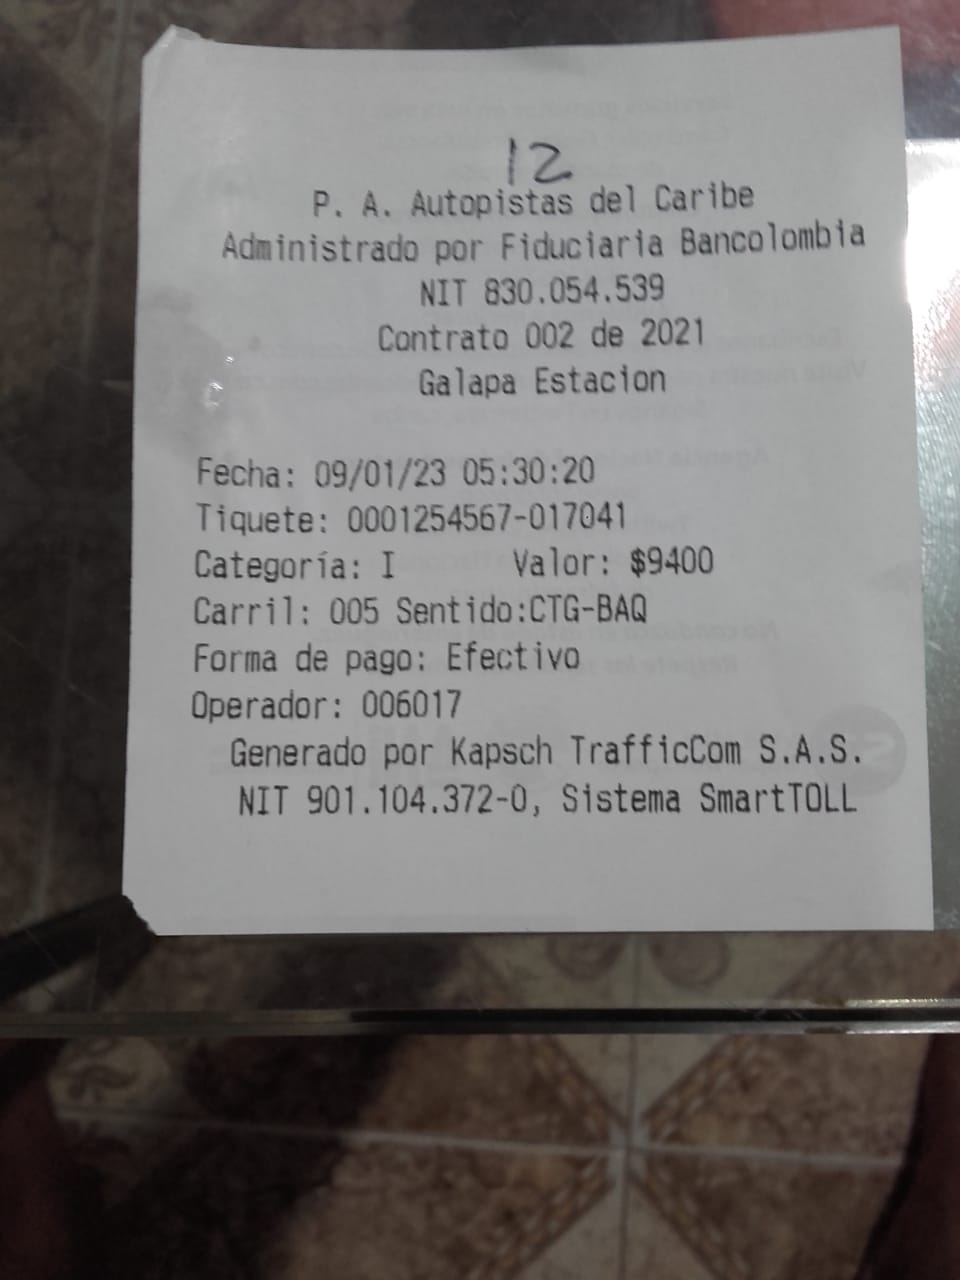 12
P. A. Autopistas del Caribe
Administrado por Fiduciaria Bancolombia
NIT 830.054.539
Contrato 002 de 2021
Galapa Estacion
Fecha: 09/01/23 05:30:20
Tiquete: 0001254567-017041
Categoría: I Valor: $9400
Carril: 005 Sentido:CTG-BAQ
Forma de pago: Efectivo
Operador: 006017
Generado por Kapsch TrafficCom S.A.S.
NIT 901.104.372-0, Sistema SmartTOLL